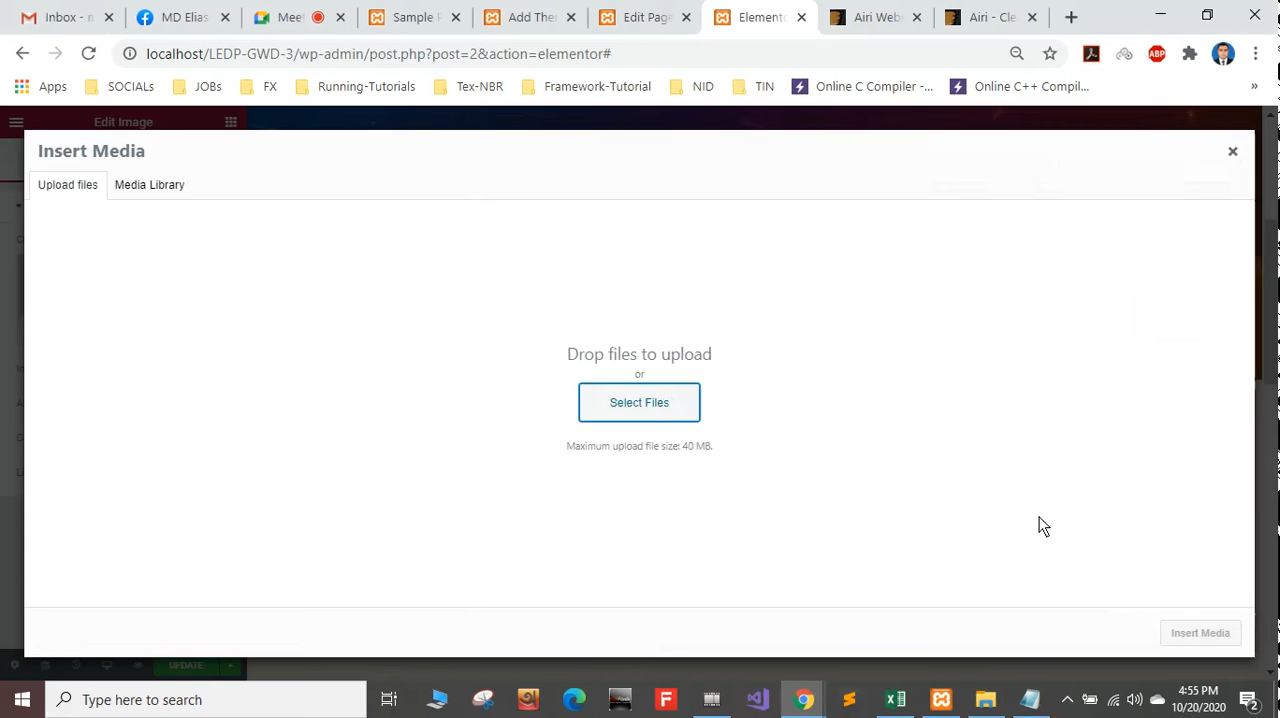 Inbox - MD Elias Meet Sample F Add The Edit Page Elemento Airi Web Airi - Cle
localhost/LEDP-GWD-3/wp-admin/post.php?post=2&action=elementor#
Apps SOCIALs JOBs FX Running-Tutorials Tex-NBR Framework-Tutorial NID TIN Online C Compiler -... Online C++ Compil...
Edit Image
Insert Media
Upload files Media Library
Drop files to upload
or
Select Files
Maximum upload file size: 40 MB.
Insert Media
UPDATE
Type here to search
4:55 PM
10/20/2020